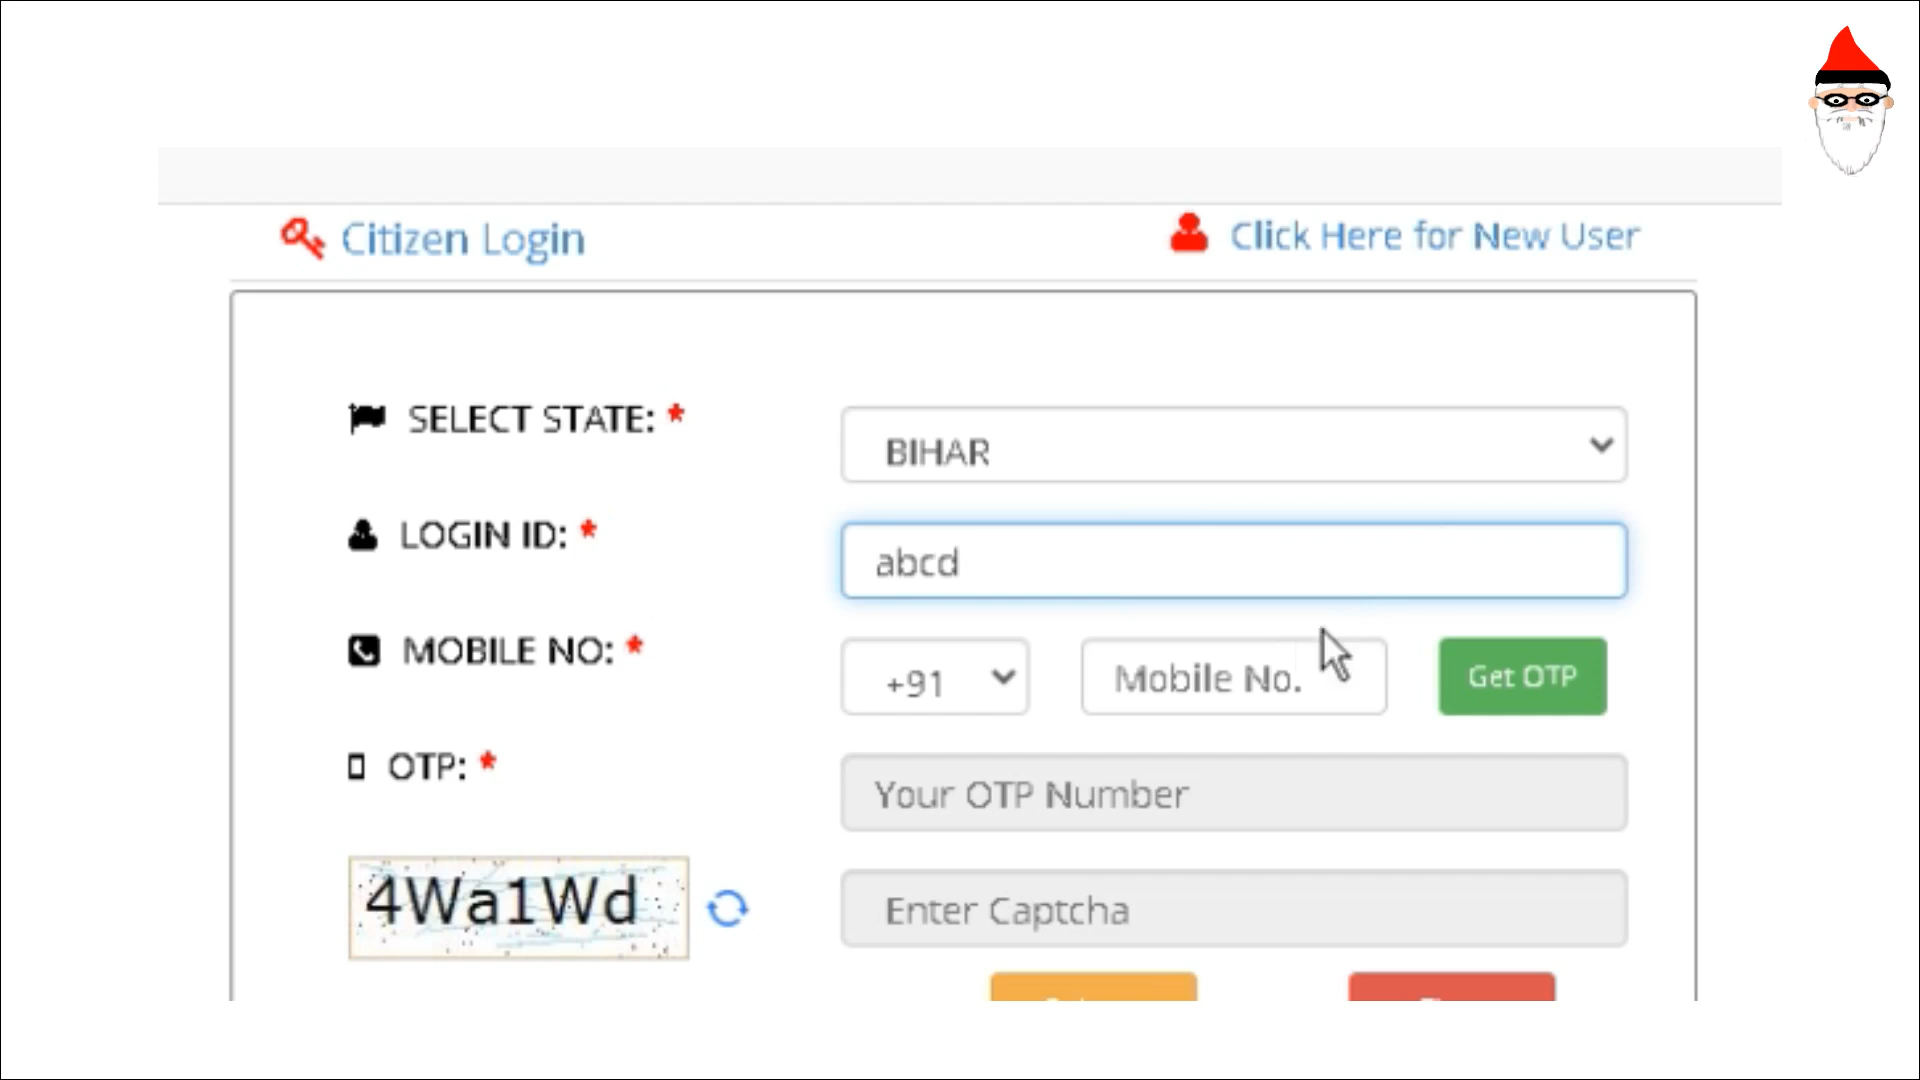 Citizen Login
Click Here for New User
SELECT STATE: *
BIHAR
LOGIN ID: *
abcd
MOBILE NO: *
+91
Mobile No.
Get OTP
OTP: *
Your OTP Number
4Wa1Wd
Enter Captcha